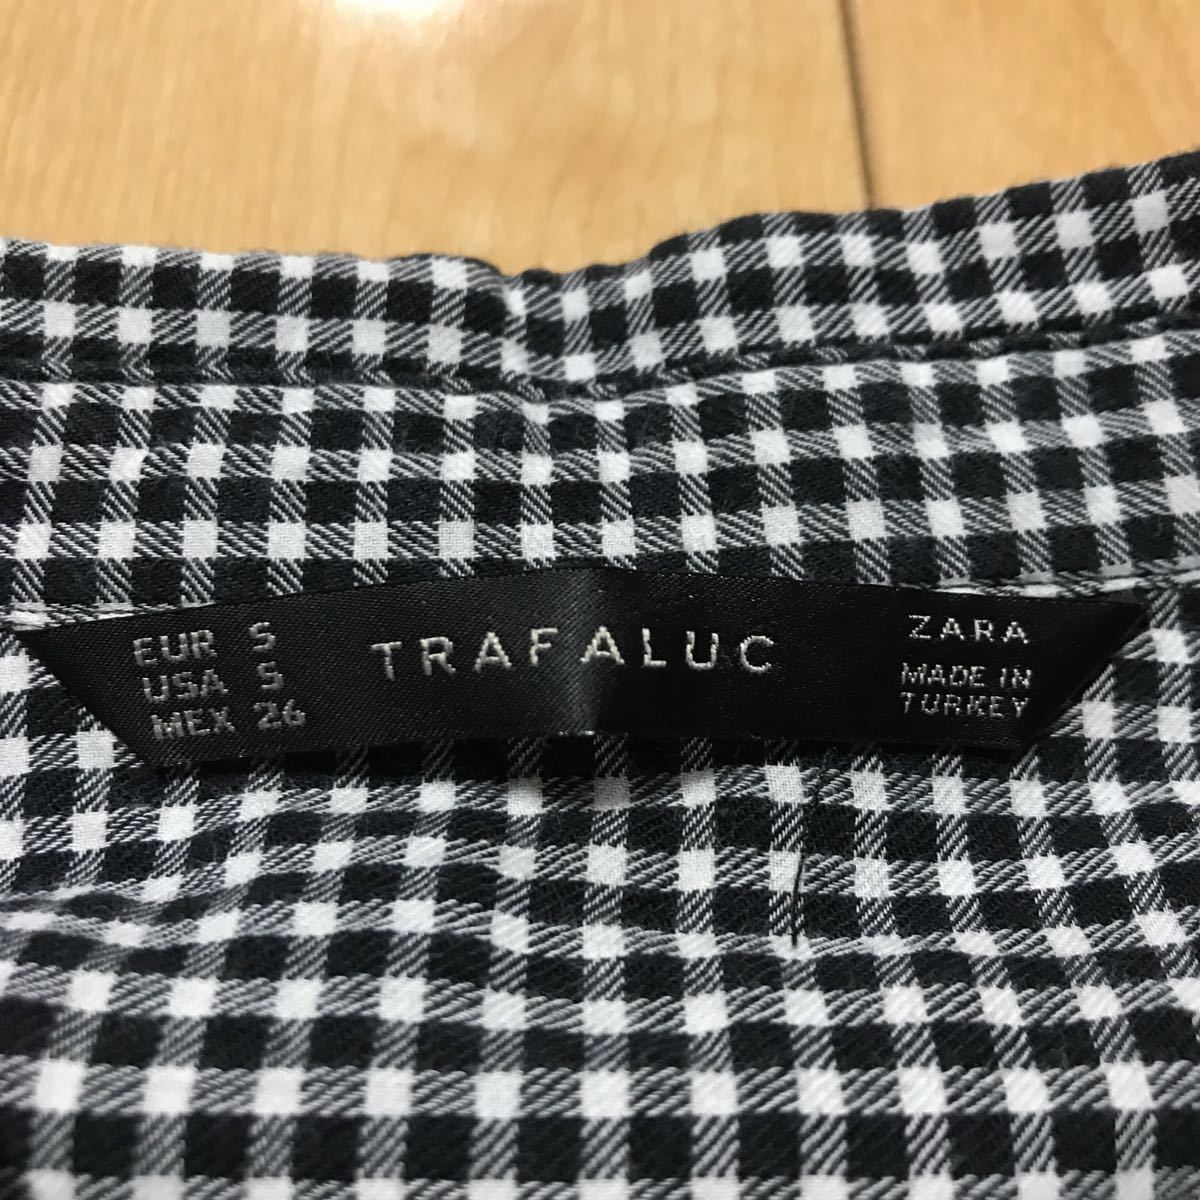 EUR S
USA S
MEX 26
TRAFALUC
ZARA
MADE IN
TURKEY